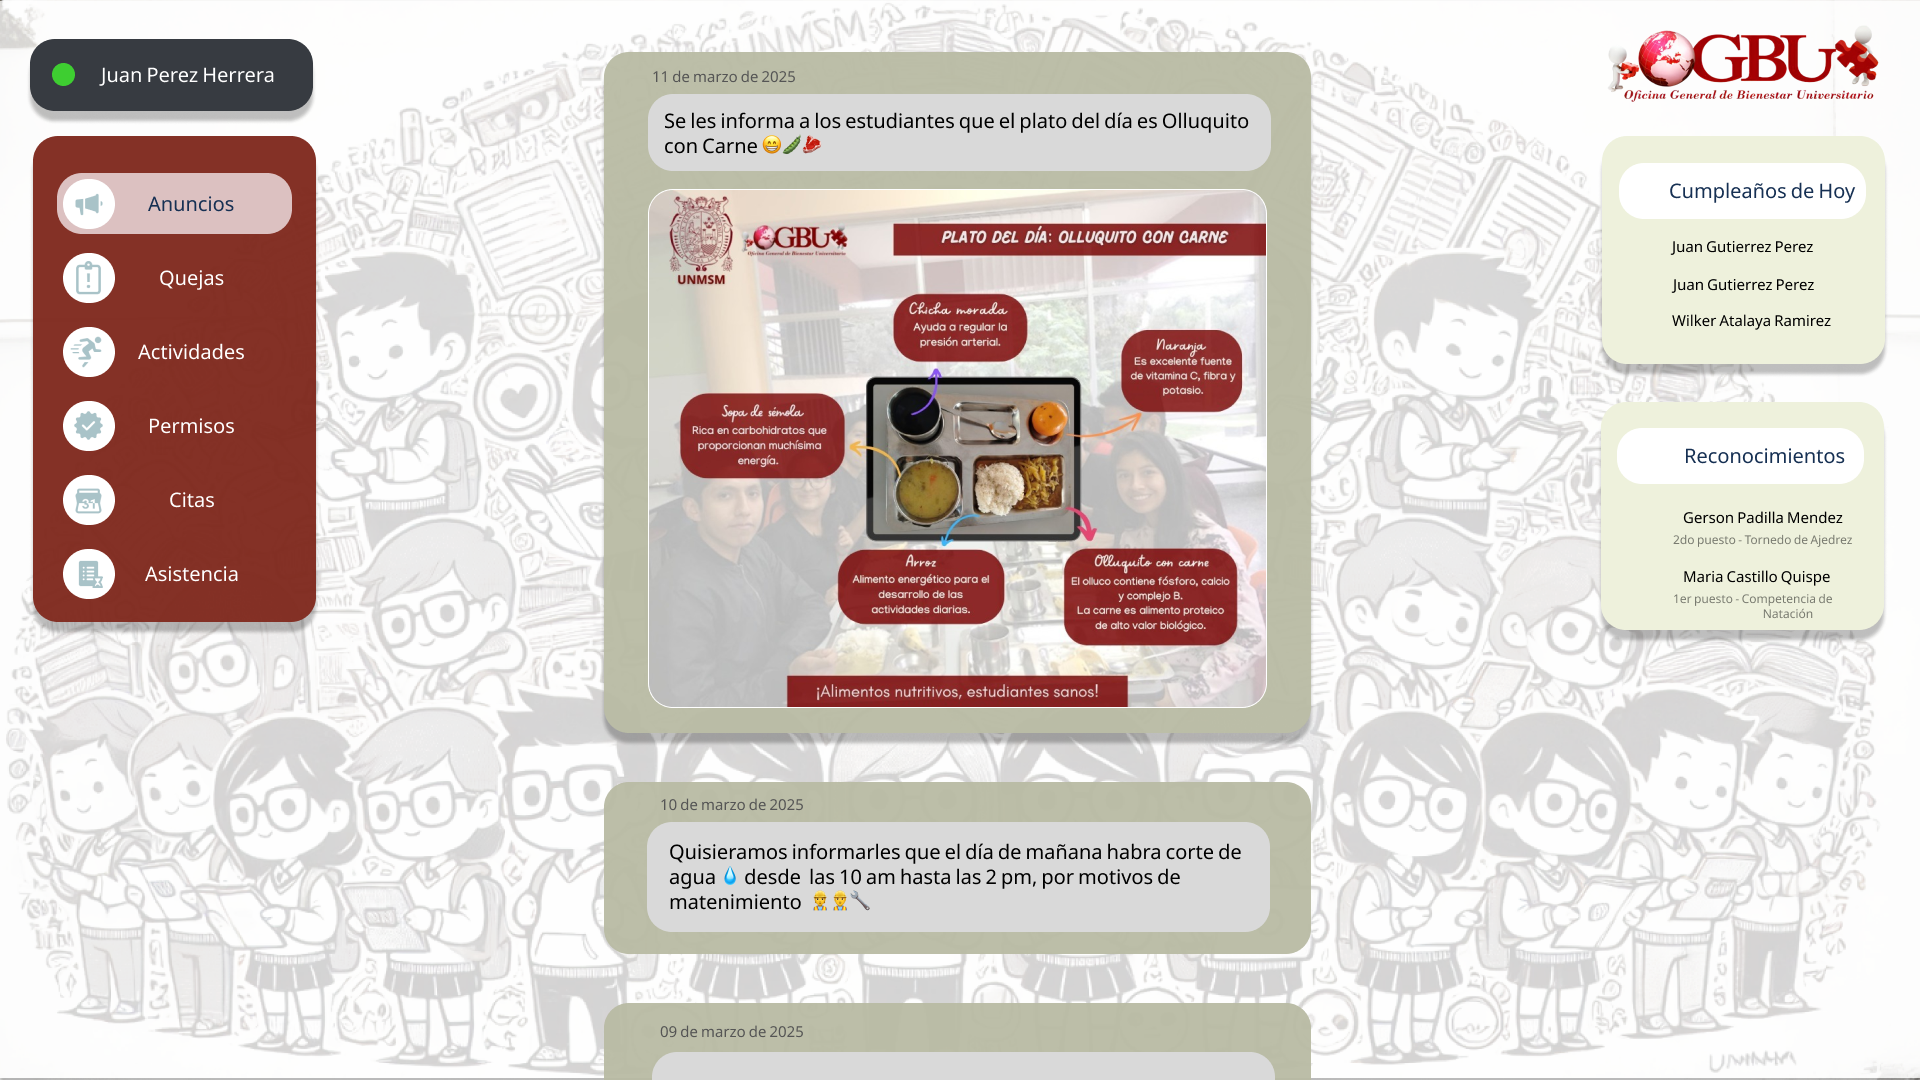 Juan Perez Herrera
Anuncios
Quejas
Actividades
Permisos
31
Citas
Asistencia
11 de marzo de 2025
Se les informa a los estudiantes que el plato del día es Olluquito
con Carne 😁🫛🥩
UNMSM
OGBU
Oficina General de Bienestar Universitario
PLATO DEL DÍA: OLLUQUITO CON CARNE
Chicha morada
Ayuda a regular la
presión arterial.
Naranja
Es excelente fuente
de vitamina C, fibra y
potasio.
Sopa de sémola
Rica en carbohidratos que
proporcionan muchísima
energía.
Arroz
Alimento energético para el
desarrollo de las
actividades diarias.
Olluquito con carne
El olluco contiene fósforo, calcio
y complejo B.
La carne es alimento proteico
de alto valor biológico.
¡Alimentos nutritivos, estudiantes sanos!
10 de marzo de 2025
Quisieramos informarles que el día de mañana habra corte de
agua 💧 desde  las 10 am hasta las 2 pm, por motivos de
matenimiento 👷‍♂️👷‍♂️🔧
09 de marzo de 2025
OGBU
Oficina General de Bienestar Universitario
Cumpleaños de Hoy
Juan Gutierrez Perez
Juan Gutierrez Perez
Wilker Atalaya Ramirez
Reconocimientos
Gerson Padilla Mendez
2do puesto - Tornedo de Ajedrez
Maria Castillo Quispe
1er puesto - Competencia de
Natación
UNMSM